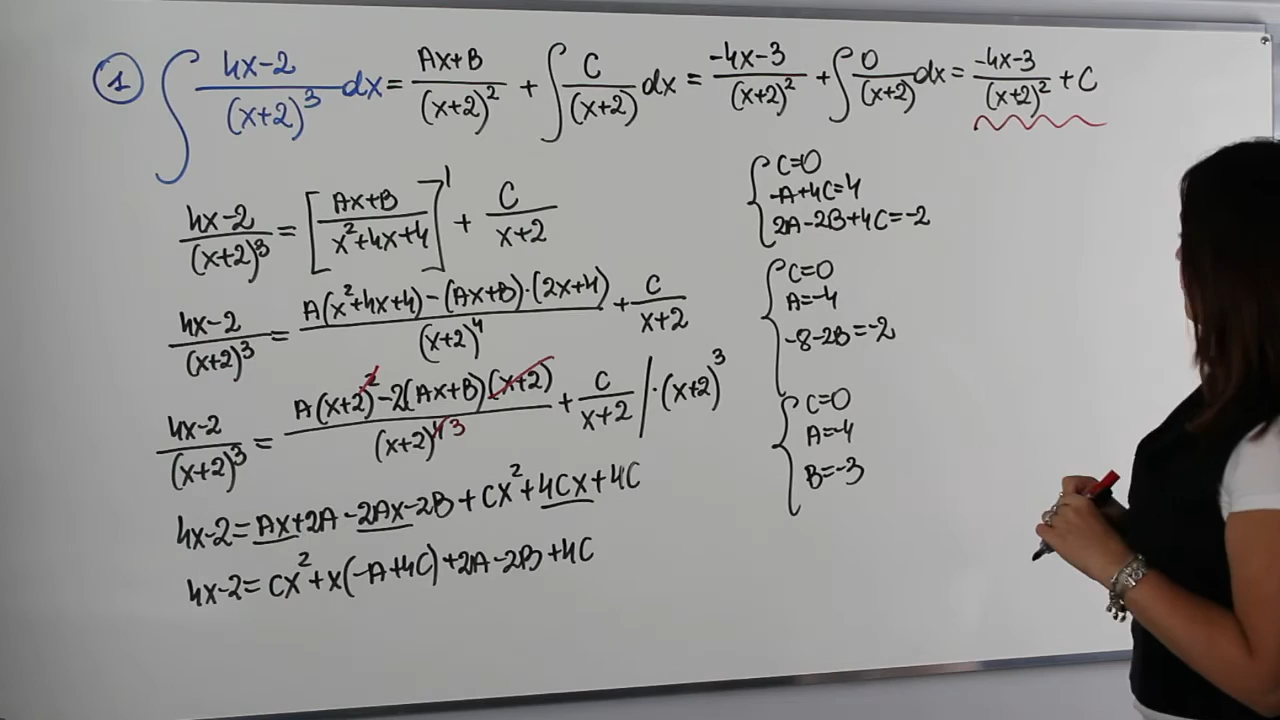 ① ∫ (4x-2)/(x+2)³ dx = (Ax+B)/(x+2)² + ∫ C/(x+2) dx = (-4x-3)/(x+2)² + ∫ 0/(x+2) dx = (-4x-3)/(x+2)² + C
(4x-2)/(x+2)³ = [(Ax+B)/(x²+4x+4)]' + C/(x+2)
(4x-2)/(x+2)³ = (A(x²+4x+4)-(Ax+B)·(2x+4))/(x+2)⁴ + C/(x+2)
(4x-2)/(x+2)³ = (A(x+2)²-2(Ax+B)(x+2))/(x+2)⁴ ³ + C/(x+2) | ·(x+2)³
4x-2=Ax+2A-2Ax-2B+Cx²+4Cx+4C
4x-2=Cx²+x(-A+4C)+2A-2B+4C
C=0
-A+4C=4
2A-2B+4C=-2
C=0
A=-4
-8-2B=-2
C=0
A=-4
B=-3